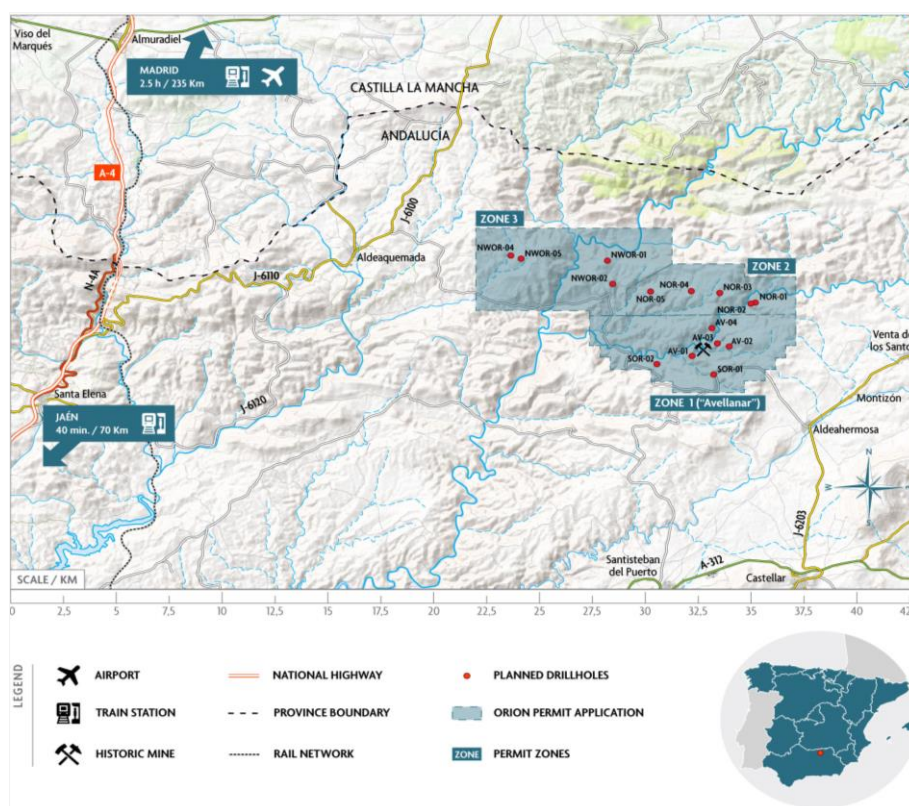 Viso del
Marqués
Almuradiel
MADRID
2.5 h / 235 Km
CASTILLA LA MANCHA
ANDALUCÍA
A-4
N-4A
J-6100
J-6110
Aldeaquemada
ZONE 3
NWOR-04
NWOR-05
NWOR-01
NWOR-02
ZONE 2
NOR-04
NOR-03
NOR-05
NOR-02
NOR-01
AV-04
AV-03
AV-02
AV-01
SOR-02
SOR-01
ZONE 1 ("Avellanar")
Venta de
los Santo
Montizón
Aldeahermosa
Santa Elena
J-6120
JAÉN
40 min. / 70 Km
J-6203
Santisteban
del Puerto
A-312
Castellar
SCALE / KM
0 2,5 5 7,5 10 12,5 15 17,5 20 22,5 25 27,5 30 32,5 35 37,5 40 42
LEGEND
AIRPORT
NATIONAL HIGHWAY
PLANNED DRILLHOLES
TRAIN STATION
PROVINCE BOUNDARY
ORION PERMIT APPLICATION
HISTORIC MINE
RAIL NETWORK
ZONE
PERMIT ZONES